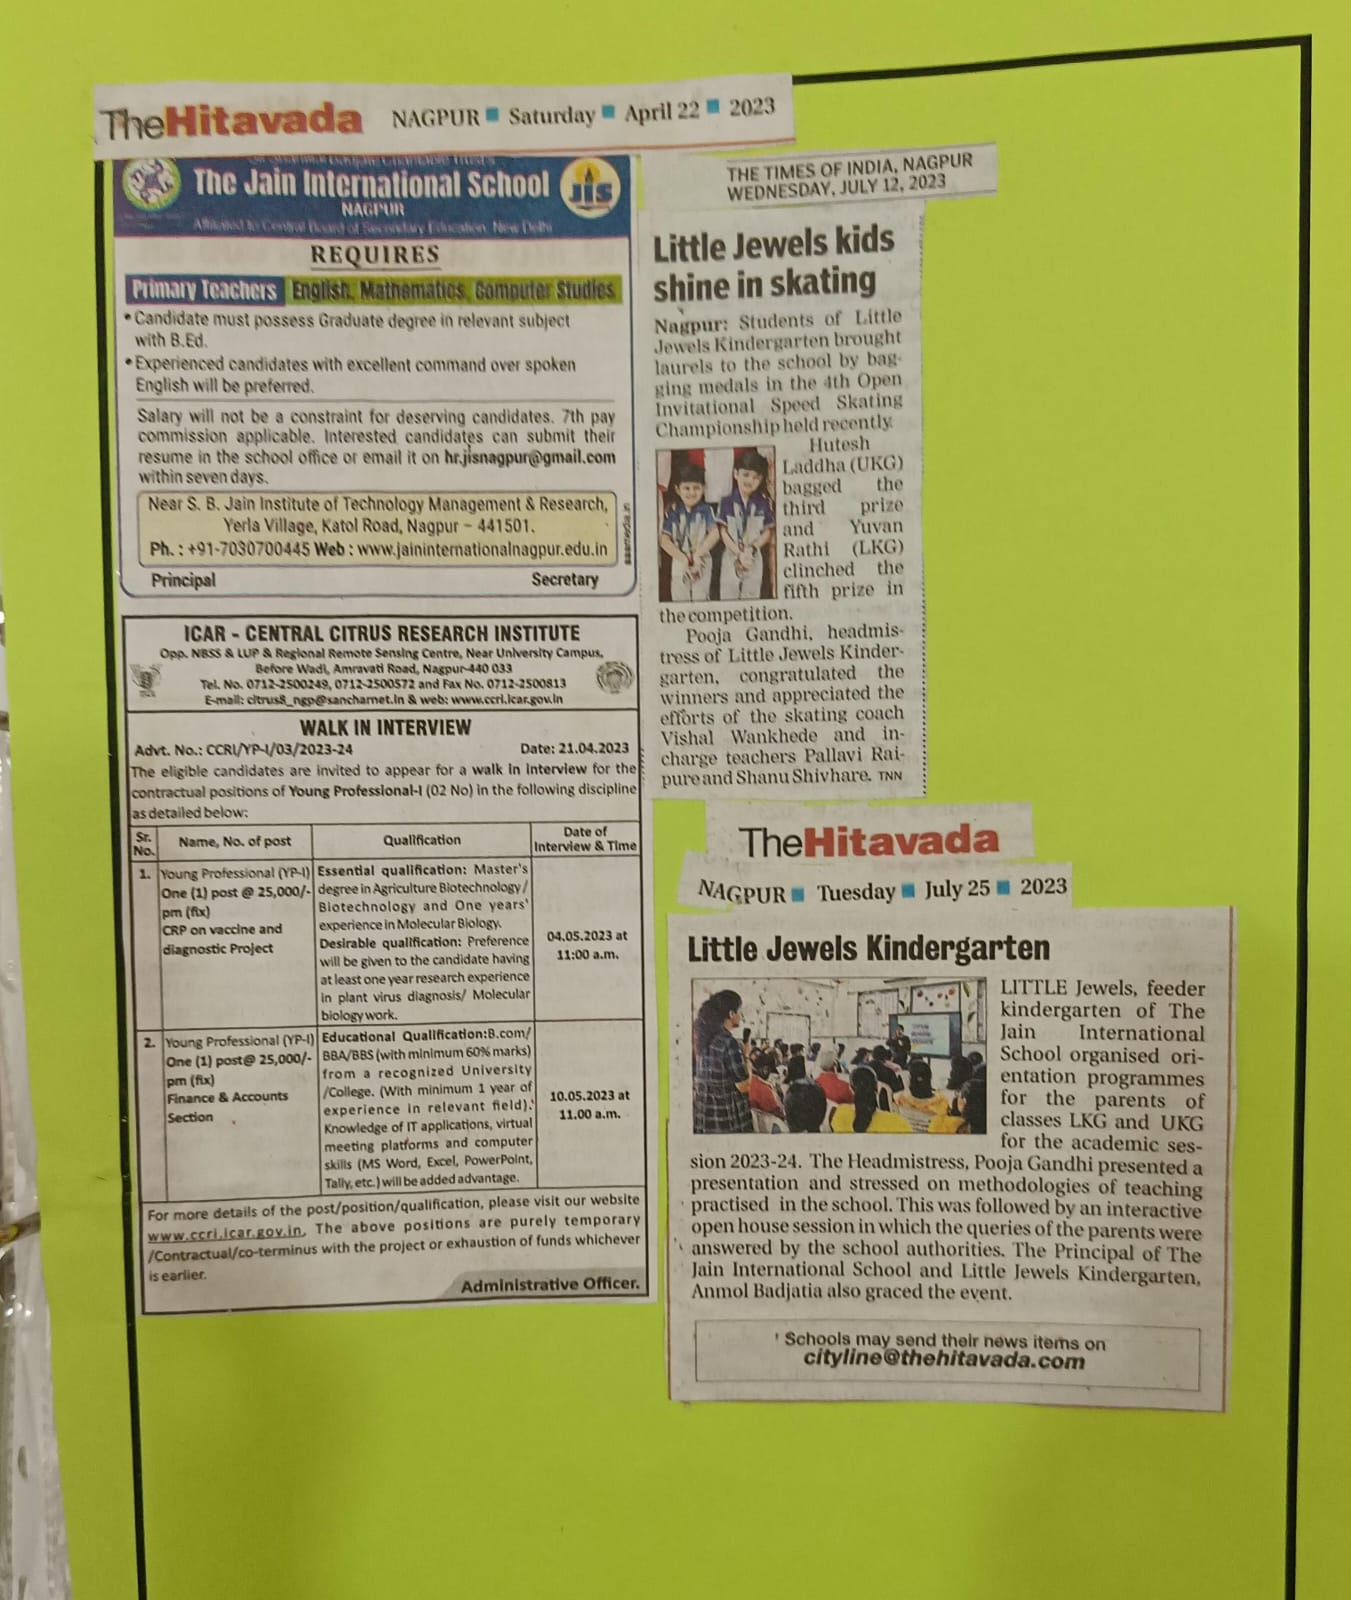 TheHitavada NAGPUR Saturday April 22 2023
The Jain International School
JIS
NAGPUR
Affiliated to Central Board of Secondary Education, New Delhi
REQUIRES
Primary Teachers English, Mathematics, Computer Studies
• Candidate must possess Graduate degree in relevant subject
with B.Ed.
• Experienced candidates with excellent command over spoken
English will be preferred.
Salary will not be a constraint for deserving candidates. 7th pay
commission applicable. Interested candidates can submit their
resume in the school office or email it on hr.jisnagpur@gmail.com
within seven days.
Near S. B. Jain Institute of Technology Management & Research,
Yerla Village, Katol Road, Nagpur – 441501.
Ph. : +91-7030700445 Web : www.jaininternationalnagpur.edu.in
Principal Secretary
ICAR - CENTRAL CITRUS RESEARCH INSTITUTE
Opp. NBSS & LUP & Regional Remote Sensing Centre, Near University Campus,
Before Wadi, Amravati Road, Nagpur-440 033
Tel. No. 0712-2500249, 0712-2500572 and Fax No. 0712-2500813
E-mail: citrus8_ngp@sancharnet.in & web: www.ccri.icar.gov.in
WALK IN INTERVIEW
Advt. No.: CCRI/YP-I/03/2023-24 Date: 21.04.2023
The eligible candidates are invited to appear for a walk in interview for the
contractual positions of Young Professional-I (02 No) in the following discipline
as detailed below:
Sr.
No.
Name, No. of post
Qualification
Date of
Interview & Time
1.
Young Professional (YP-I)
One (1) post @ 25,000/-
pm (fix)
CRP on vaccine and
diagnostic Project
Essential qualification: Master's
degree in Agriculture Biotechnology /
Biotechnology and One years'
experience in Molecular Biology.
Desirable qualification: Preference
will be given to the candidate having
at least one year research experience
in plant virus diagnosis/ Molecular
biology work.
04.05.2023 at
11:00 a.m.
2.
Young Professional (YP-I)
One (1) post@ 25,000/-
pm (fix)
Finance & Accounts
Section
Educational Qualification:B.com/
BBA/BBS (with minimum 60% marks)
from a recognized University
/College. (With minimum 1 year of
experience in relevant field).
Knowledge of IT applications, virtual
meeting platforms and computer
skills (MS Word, Excel, PowerPoint,
Tally, etc.) will be added advantage.
10.05.2023 at
11.00 a.m.
For more details of the post/position/qualification, please visit our website
www.ccri.icar.gov.in. The above positions are purely temporary
/Contractual/co-terminus with the project or exhaustion of funds whichever
is earlier.
Administrative Officer.
THE TIMES OF INDIA, NAGPUR
WEDNESDAY, JULY 12, 2023
Little Jewels kids
shine in skating
Nagpur: Students of Little
Jewels Kindergarten brought
laurels to the school by bag-
ging medals in the 4th Open
Invitational Speed Skating
Championship held recently.
Hutesh
Laddha (UKG)
bagged the
third prize
and Yuvan
Rathi (LKG)
clinched the
fifth prize in
the competition.
Pooja Gandhi, headmis-
tress of Little Jewels Kinder-
garten, congratulated the
winners and appreciated the
efforts of the skating coach
Vishal Wankhede and in-
charge teachers Pallavi Rai-
pure and Shanu Shivhare. TNN
TheHitavada
NAGPUR Tuesday July 25 2023
Little Jewels Kindergarten
LITTLE Jewels, feeder
kindergarten of The
Jain International
School organised ori-
entation programmes
for the parents of
classes LKG and UKG
for the academic ses-
sion 2023-24. The Headmistress, Pooja Gandhi presented a
presentation and stressed on methodologies of teaching
practised in the school. This was followed by an interactive
open house session in which the queries of the parents were
answered by the school authorities. The Principal of The
Jain International School and Little Jewels Kindergarten,
Anmol Badjatia also graced the event.
Schools may send their news items on
cityline@thehitavada.com